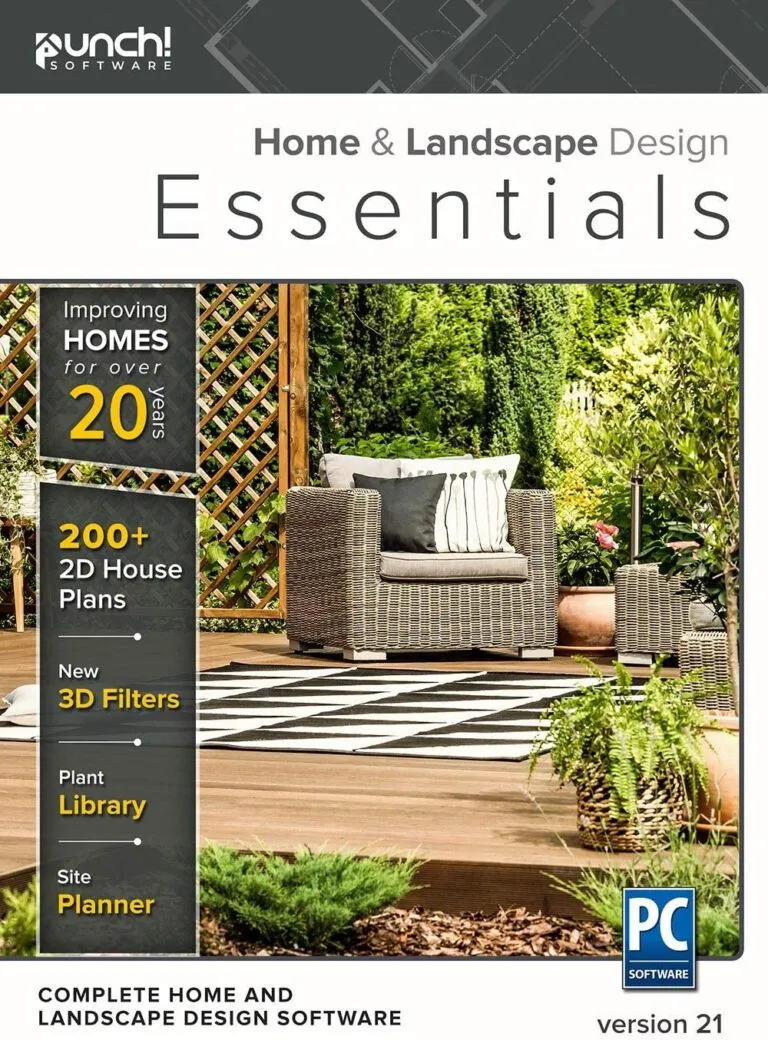 Punch!
SOFTWARE
Home & Landscape Design
Essentials
Improving
HOMES
for over
20 years
200+
2D House
Plans
New
3D Filters
Plant
Library
Site
Planner
PC
SOFTWARE
COMPLETE HOME AND
LANDSCAPE DESIGN SOFTWARE
version 21